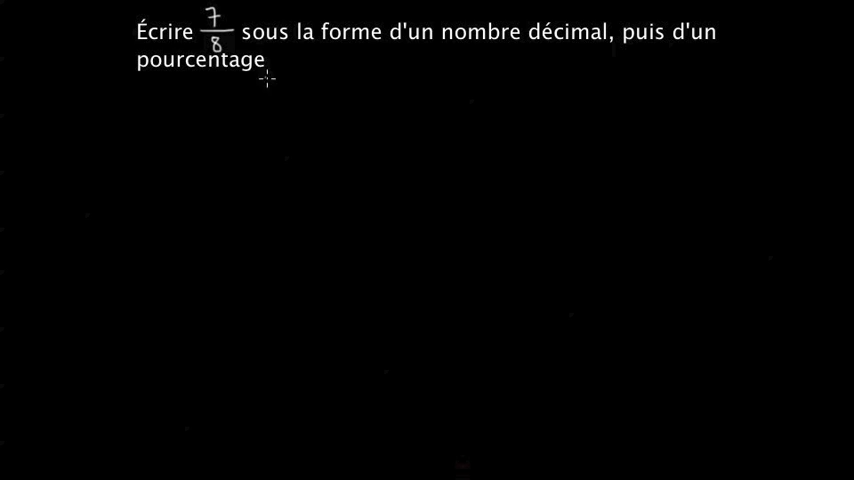 Écrire 7/8 sous la forme d'un nombre décimal, puis d'un
pourcentage